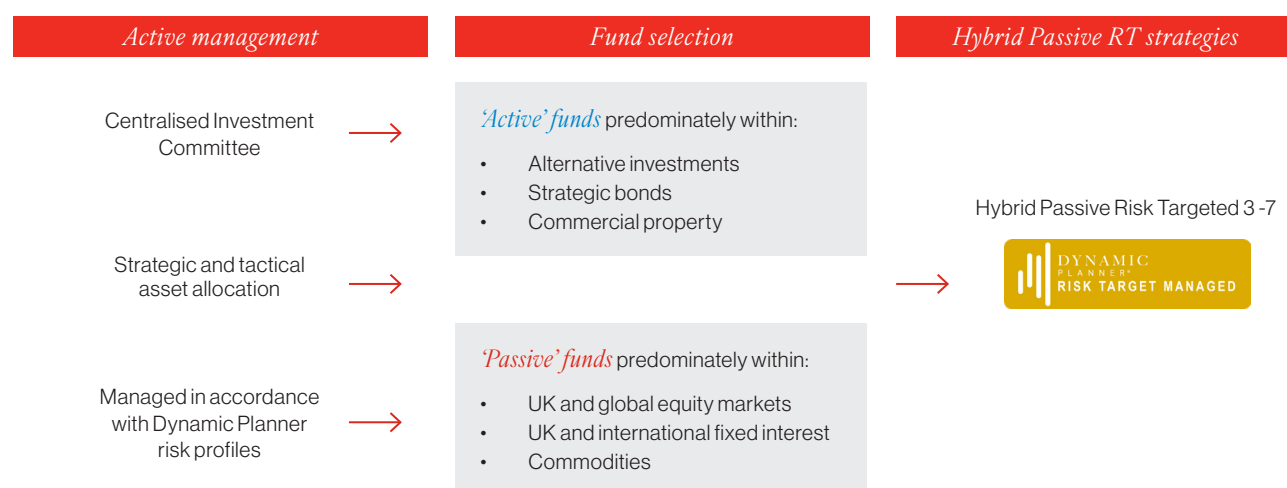 Active management
Centralised Investment
Committee
Strategic and tactical
asset allocation
Managed in accordance
with Dynamic Planner
risk profiles
Fund selection
‘Active’ funds predominately within:
• Alternative investments
• Strategic bonds
• Commercial property
‘Passive’ funds predominately within:
• UK and global equity markets
• UK and international fixed interest
• Commodities
Hybrid Passive RT strategies
Hybrid Passive Risk Targeted 3 -7
DYNAMIC
PLANNER®
RISK TARGET MANAGED